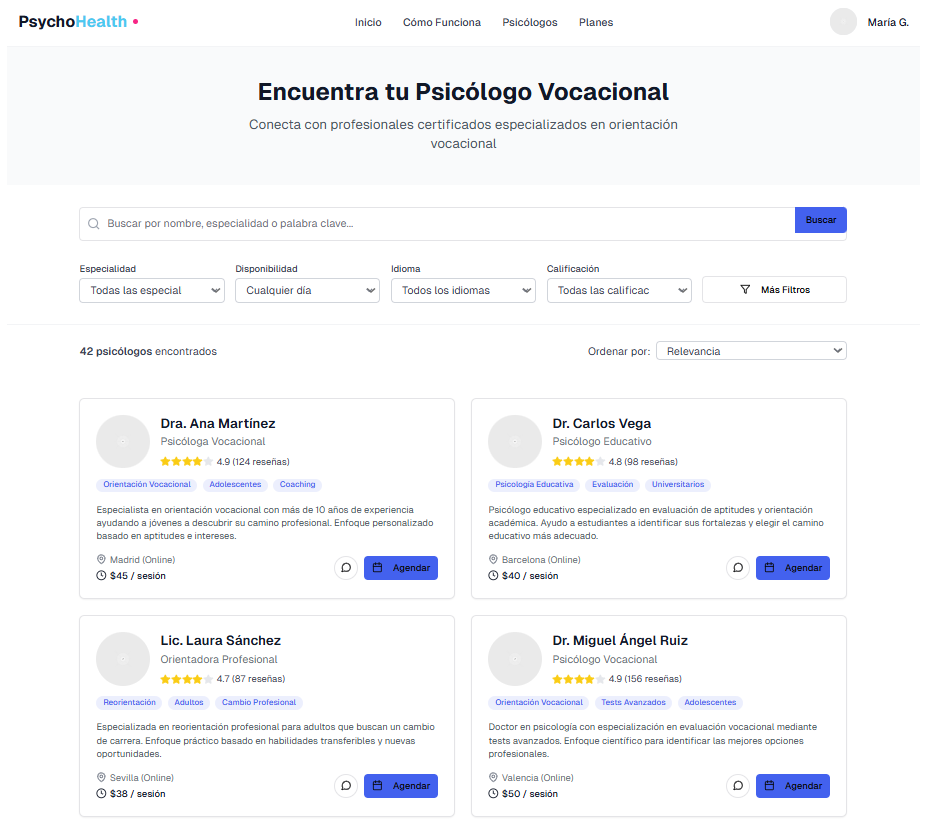 PsychoHealth
Inicio Cómo Funciona Psicólogos Planes
María G.
Encuentra tu Psicólogo Vocacional
Conecta con profesionales certificados especializados en orientación
vocacional
Buscar por nombre, especialidad o palabra clave...
Buscar
Especialidad Disponibilidad Idioma Calificación
Todas las especial Cualquier día Todos los idiomas Todas las calificac Más Filtros
42 psicólogos encontrados
Ordenar por: Relevancia
Dra. Ana Martínez
Psicóloga Vocacional
4.9 (124 reseñas)
Orientación Vocacional Adolescentes Coaching
Especialista en orientación vocacional con más de 10 años de experiencia
ayudando a jóvenes a descubrir su camino profesional. Enfoque personalizado
basado en aptitudes e intereses.
Madrid (Online)
$45 / sesión
Agendar
Dr. Carlos Vega
Psicólogo Educativo
4.8 (98 reseñas)
Psicología Educativa Evaluación Universitarios
Psicólogo educativo especializado en evaluación de aptitudes y orientación
académica. Ayudo a estudiantes a identificar sus fortalezas y elegir el camino
educativo más adecuado.
Barcelona (Online)
$40 / sesión
Agendar
Lic. Laura Sánchez
Orientadora Profesional
4.7 (87 reseñas)
Reorientación Adultos Cambio Profesional
Especializada en reorientación profesional para adultos que buscan un cambio
de carrera. Enfoque práctico basado en habilidades transferibles y nuevas
oportunidades.
Sevilla (Online)
$38 / sesión
Agendar
Dr. Miguel Ángel Ruiz
Psicólogo Vocacional
4.9 (156 reseñas)
Orientación Vocacional Tests Avanzados Adolescentes
Doctor en psicología con especialización en evaluación vocacional mediante
tests avanzados. Enfoque científico para identificar las mejores opciones
profesionales.
Valencia (Online)
$50 / sesión
Agendar